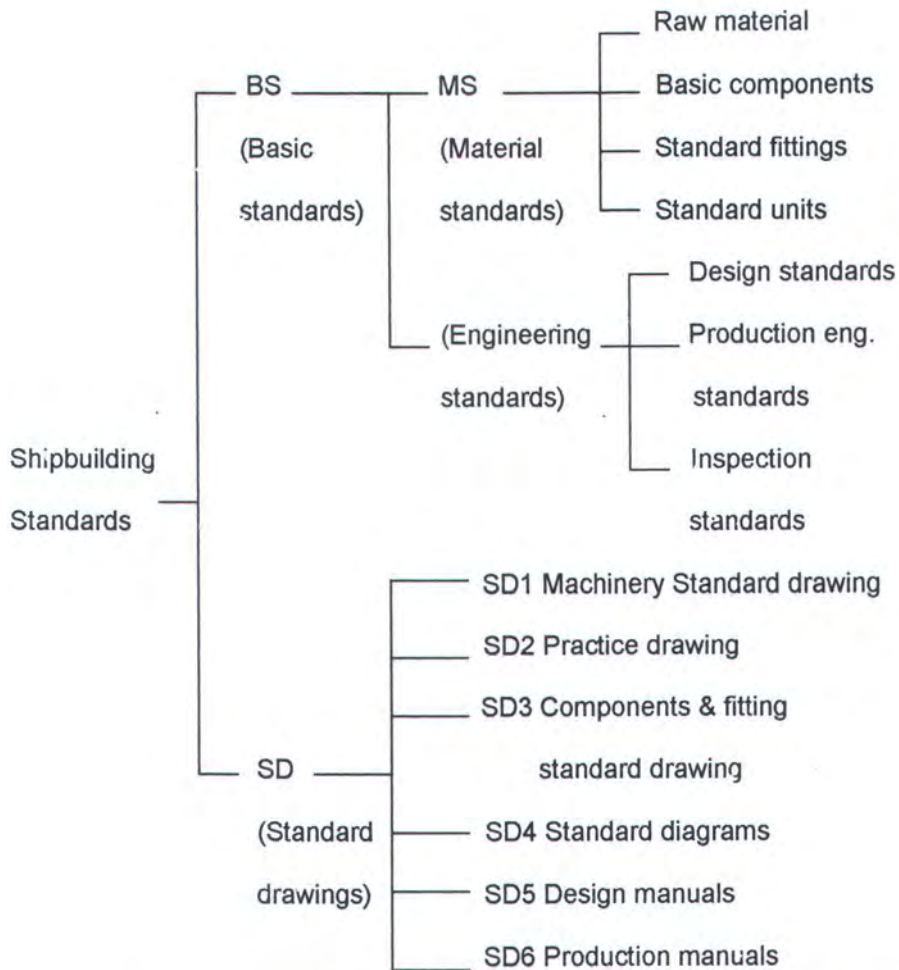 Raw material
BS
MS
Basic components
(Basic
(Material
Standard fittings
standards)
standards)
Standard units
Design standards
(Engineering
Production eng.
standards)
standards
Shipbuilding
Inspection
Standards
standards
SD1 Machinery Standard drawing
SD2 Practice drawing
SD3 Components & fitting
SD
standard drawing
(Standard
SD4 Standard diagrams
drawings)
SD5 Design manuals
SD6 Production manuals